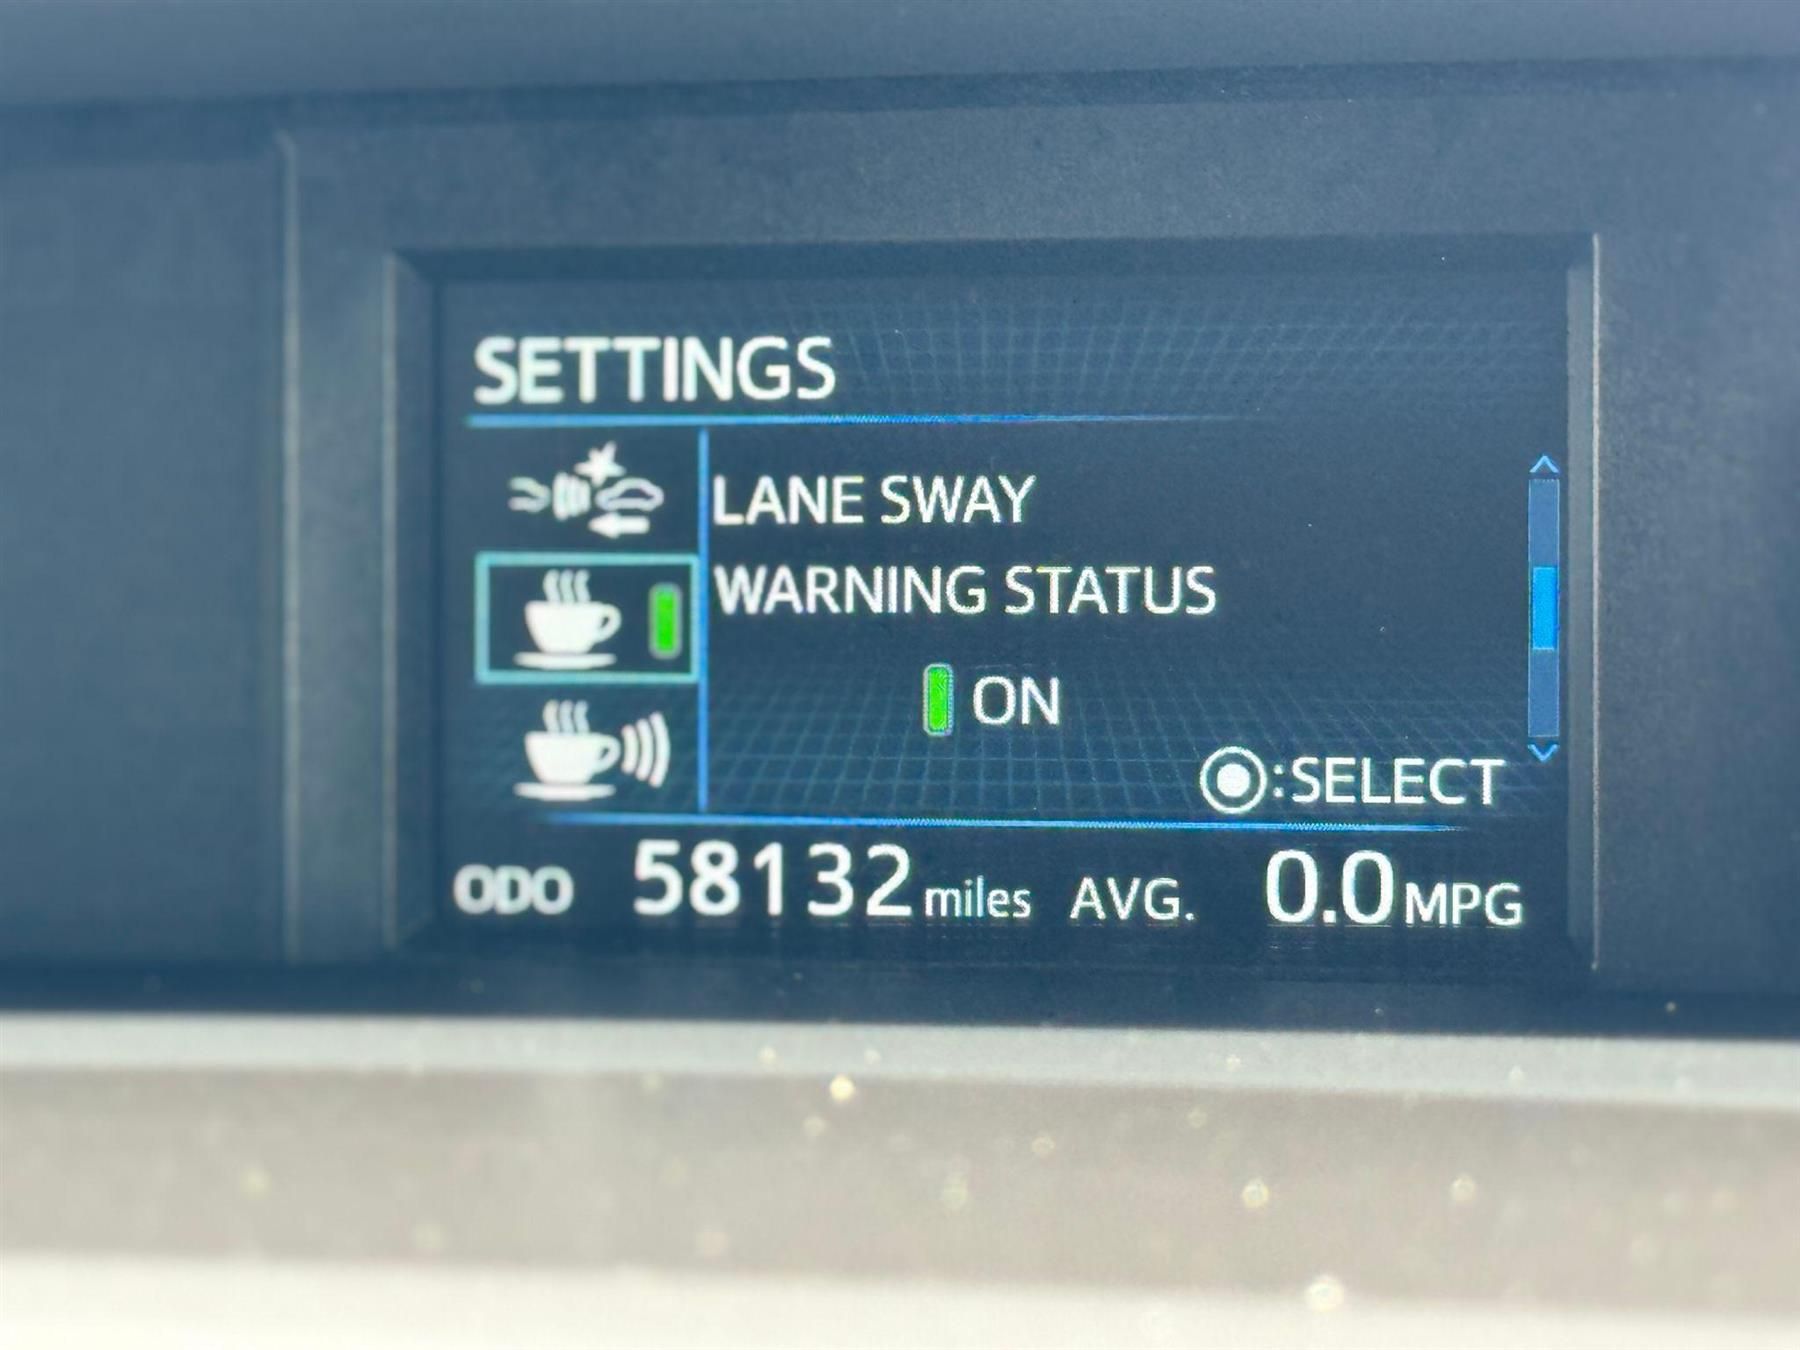 SETTINGS
LANE SWAY
WARNING STATUS
ON
:SELECT
ODO 58132 miles AVG. 0.0 MPG